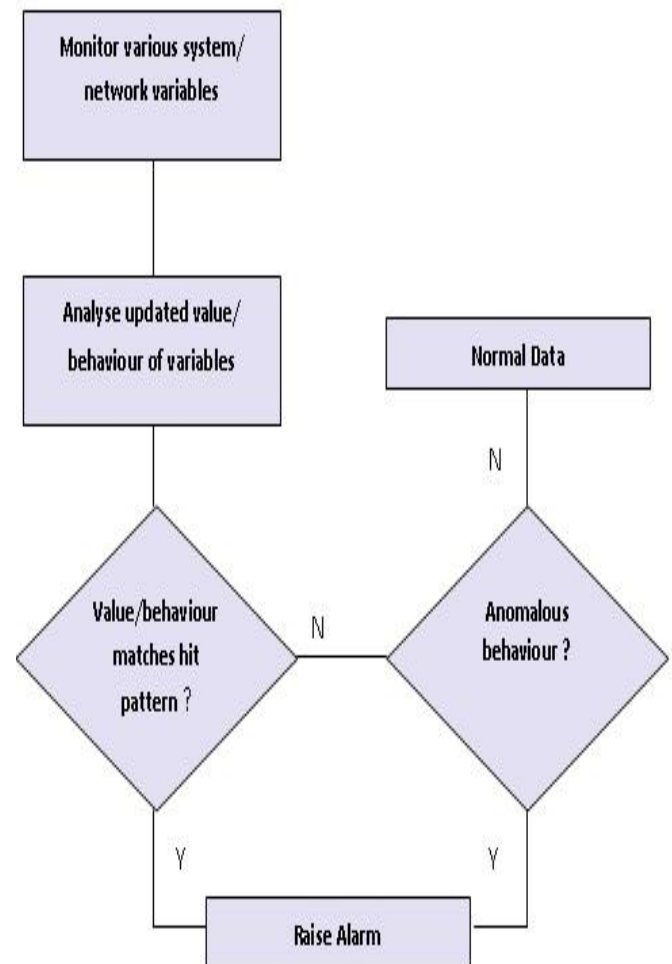 Monitor various system/
network variables
Analyse updated value/
behaviour of variables
Normal Data
N
Value/behaviour
matches hit
pattern ?
N
Anomalous
behaviour ?
Y
Y
Raise Alarm